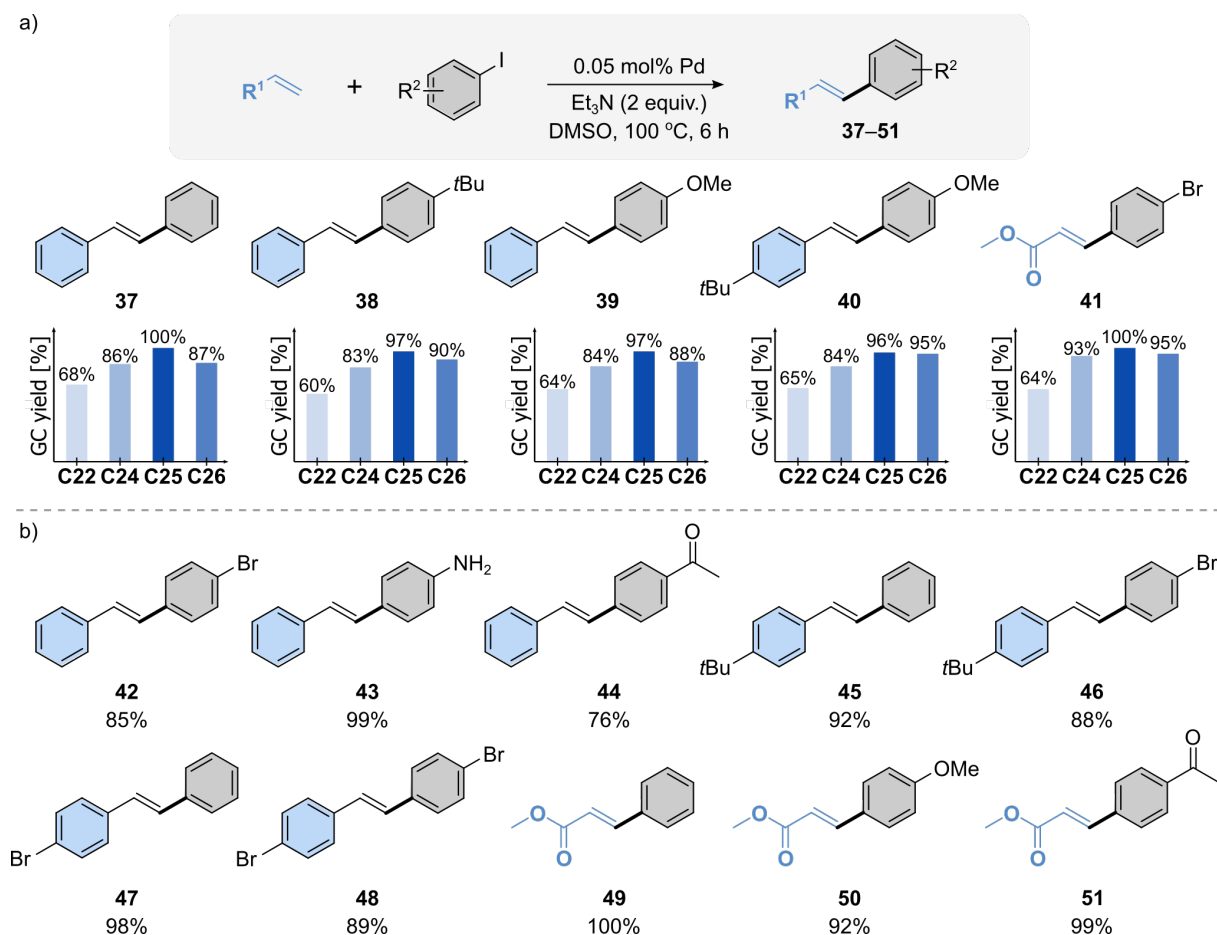 a)
R1 + R2 I
0.05 mol% Pd
Et3N (2 equiv.)
DMSO, 100 °C, 6 h
R1 R2
37–51
tBu OMe OMe Br
tBu O O
37 38 39 40 41
GC yield [%] 68% 86% 100% 87%
C22 C24 C25 C26
GC yield [%] 60% 83% 97% 90%
C22 C24 C25 C26
GC yield [%] 64% 84% 97% 88%
C22 C24 C25 C26
GC yield [%] 65% 84% 96% 95%
C22 C24 C25 C26
GC yield [%] 64% 93% 100% 95%
C22 C24 C25 C26
b)
Br NH2 O Br
tBu tBu
42 43 44 45 46
85% 99% 76% 92% 88%
Br Br Br O O OMe O O O O O
47 48 49 50 51
98% 89% 100% 92% 99%